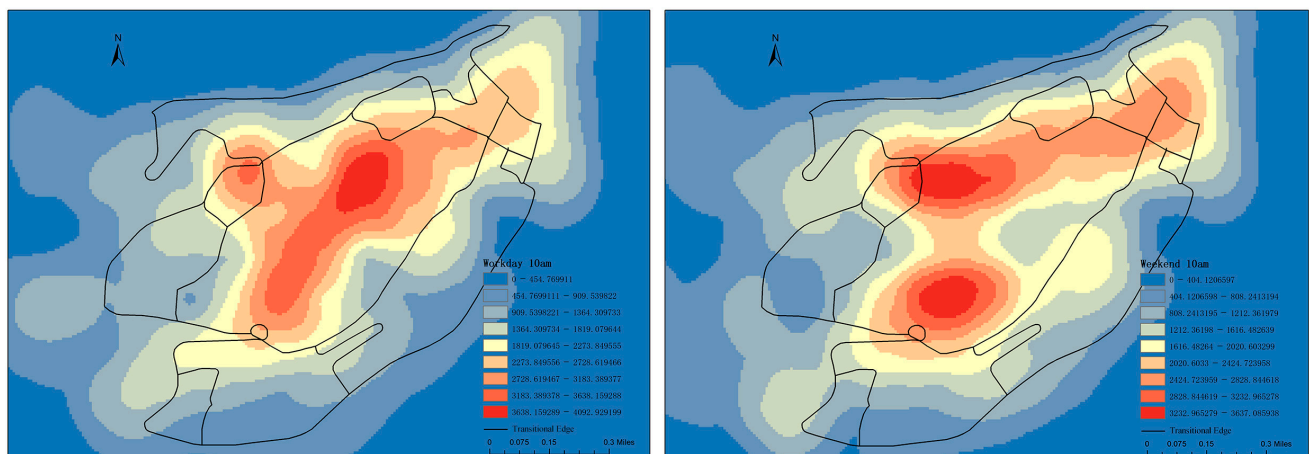 N
Workday 10am
0 - 454.769911
454.7699111 - 909.539822
909.5398221 - 1364.309733
1364.309734 - 1819.079644
1819.079645 - 2273.849555
2273.849556 - 2728.619466
2728.619467 - 3183.389377
3183.389378 - 3638.159288
3638.159289 - 4092.929199
Transitional Edge
0 0.075 0.15 0.3 Miles
N
Weekend 10am
0 - 404.1206597
404.1206598 - 808.2413194
808.2413195 - 1212.361979
1212.36198 - 1616.482639
1616.48264 - 2020.603299
2020.6033 - 2424.723958
2424.723959 - 2828.844618
2828.844619 - 3232.965278
3232.965279 - 3637.085938
Transitional Edge
0 0.075 0.15 0.3 Miles